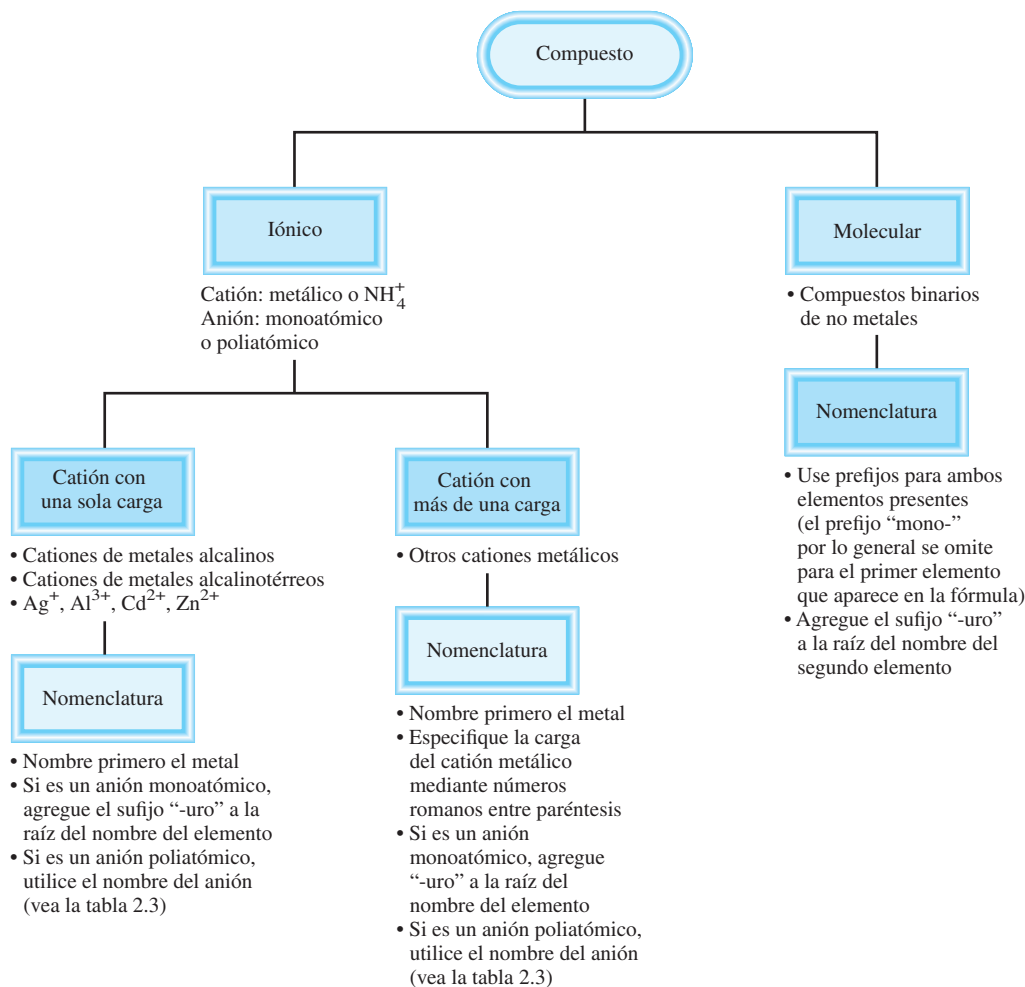 Compuesto
Iónico
Catión: metálico o NH₄⁺
Anión: monoatómico
o poliatómico
Catión con
una sola carga
• Cationes de metales alcalinos
• Cationes de metales alcalinotérreos
• Ag⁺, Al³⁺, Cd²⁺, Zn²⁺
Nomenclatura
• Nombre primero el metal
• Si es un anión monoatómico,
agregue el sufijo “-uro” a la
raíz del nombre del elemento
• Si es un anión poliatómico,
utilice el nombre del anión
(vea la tabla 2.3)
Catión con
más de una carga
• Otros cationes metálicos
Nomenclatura
• Nombre primero el metal
• Especifique la carga
del catión metálico
mediante números
romanos entre paréntesis
• Si es un anión
monoatómico, agregue
“-uro” a la raíz del
nombre del elemento
• Si es un anión poliatómico,
utilice el nombre del anión
(vea la tabla 2.3)
Molecular
• Compuestos binarios
de no metales
Nomenclatura
• Use prefijos para ambos
elementos presentes
(el prefijo “mono-”
por lo general se omite
para el primer elemento
que aparece en la fórmula)
• Agregue el sufijo “-uro”
a la raíz del nombre del
segundo elemento